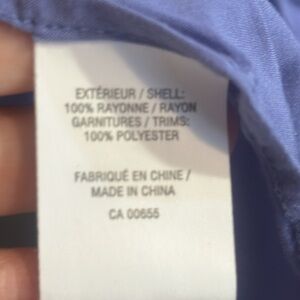 EXTÉRIEUR / SHELL:
100% RAYONNE / RAYON
GARNITURES / TRIMS:
100% POLYESTER
FABRIQUÉ EN CHINE /
MADE IN CHINA
CA 00655